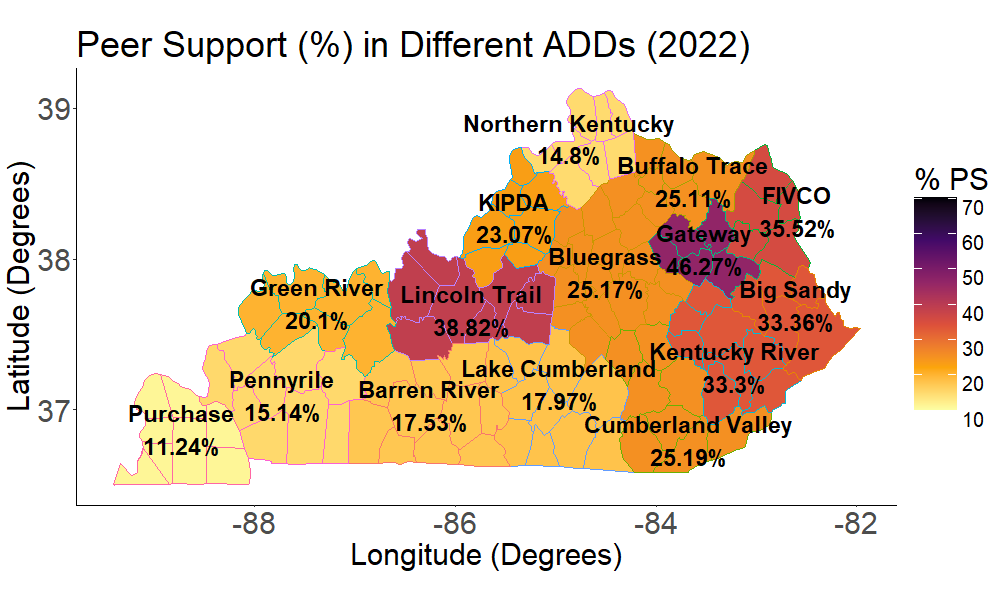 Peer Support (%) in Different ADDs (2022)
39
38
37
Latitude (Degrees)
Northern Kentucky
14.8%
Buffalo Trace
25.11%
FIVCO
35.52%
KIPDA
23.07%
Gateway
46.27%
Bluegrass
25.17%
Green River
20.1%
Lincoln Trail
38.82%
Big Sandy
33.36%
Kentucky River
33.3%
Lake Cumberland
17.97%
Pennyrile
15.14%
Barren River
17.53%
Purchase
11.24%
Cumberland Valley
25.19%
-88
-86
-84
-82
Longitude (Degrees)
% PS
70
60
50
40
30
20
10